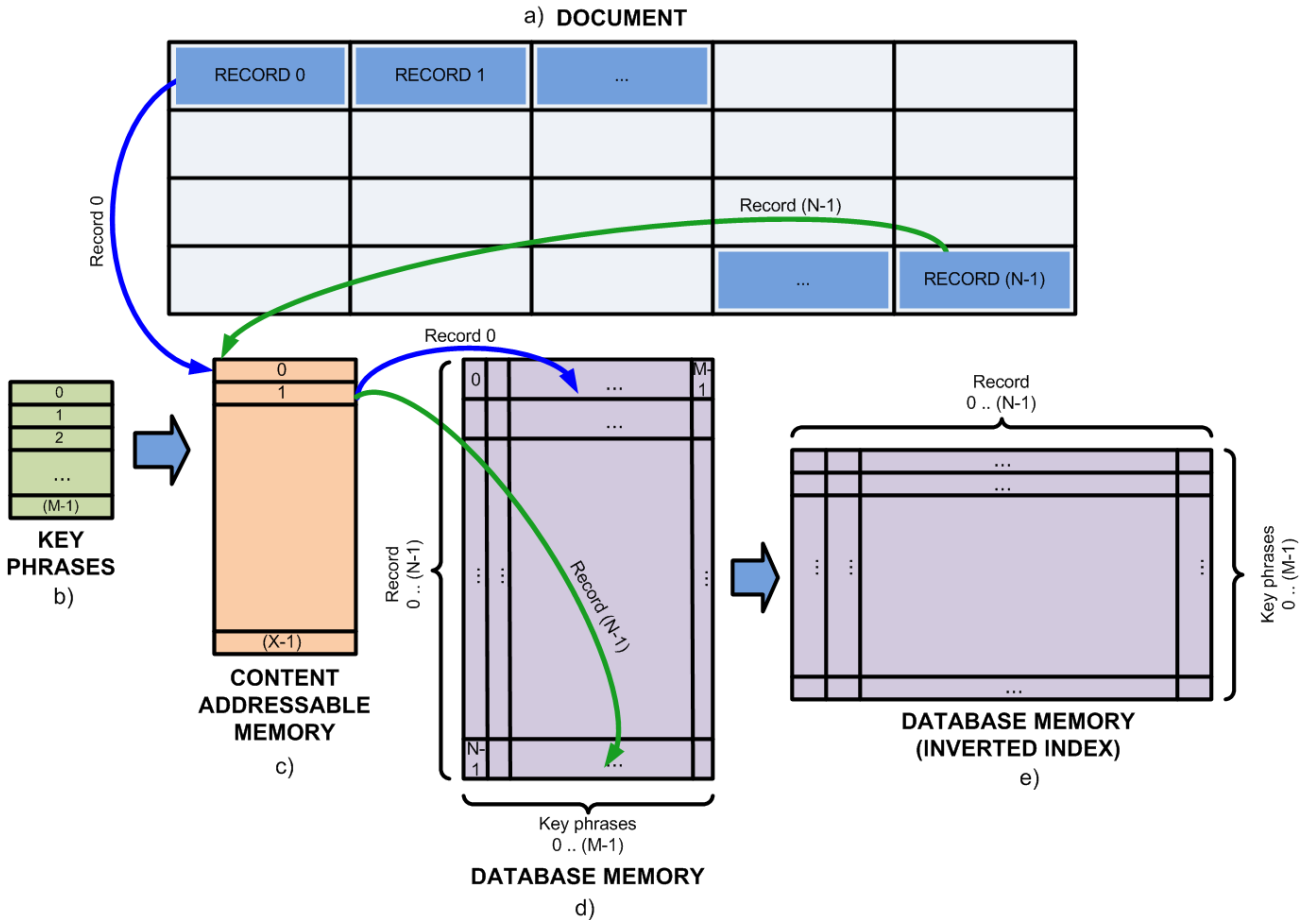 a) DOCUMENT
RECORD 0
RECORD 1
...
Record 0
Record (N-1)
...
RECORD (N-1)
0
1
2
...
(M-1)
KEY
PHRASES
b)
0
1
(X-1)
CONTENT
ADDRESSABLE
MEMORY
c)
Record 0
Record (N-1)
Record
0 .. (N-1)
0
...
M-
1
...
...
...
N-
1
...
Key phrases
0 .. (M-1)
DATABASE MEMORY
d)
Record
0 .. (N-1)
...
...
...
...
...
...
Key phrases
0 .. (M-1)
DATABASE MEMORY
(INVERTED INDEX)
e)